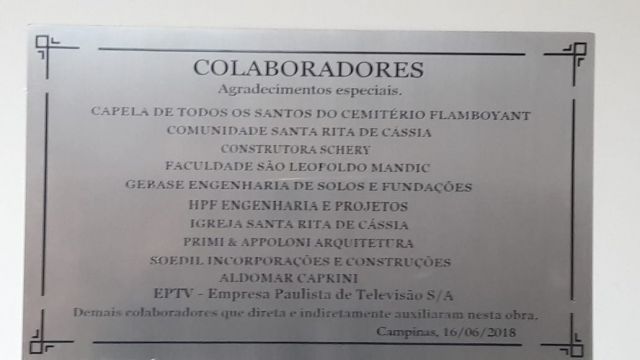 COLABORADORES
Agradecimentos especiais.
CAPELA DE TODOS OS SANTOS DO CEMITÉRIO FLAMBOYANT
COMUNIDADE SANTA RITA DE CÁSSIA
CONSTRUTORA SCHERY
FACULDADE SÃO LEOPOLDO MANDIC
GEBASE ENGENHARIA DE SOLOS E FUNDAÇÕES
HPF ENGENHARIA E PROJETOS
IGREJA SANTA RITA DE CÁSSIA
PRIMI & APPOLONI ARQUITETURA
SOEDIL INCORPORAÇÕES E CONSTRUÇÕES
ALDOMAR CAPRINI
EPTV - Empresa Paulista de Televisão S/A
Demais colaboradores que direta e indiretamente auxiliaram nesta obra.
Campinas, 16/06/2018